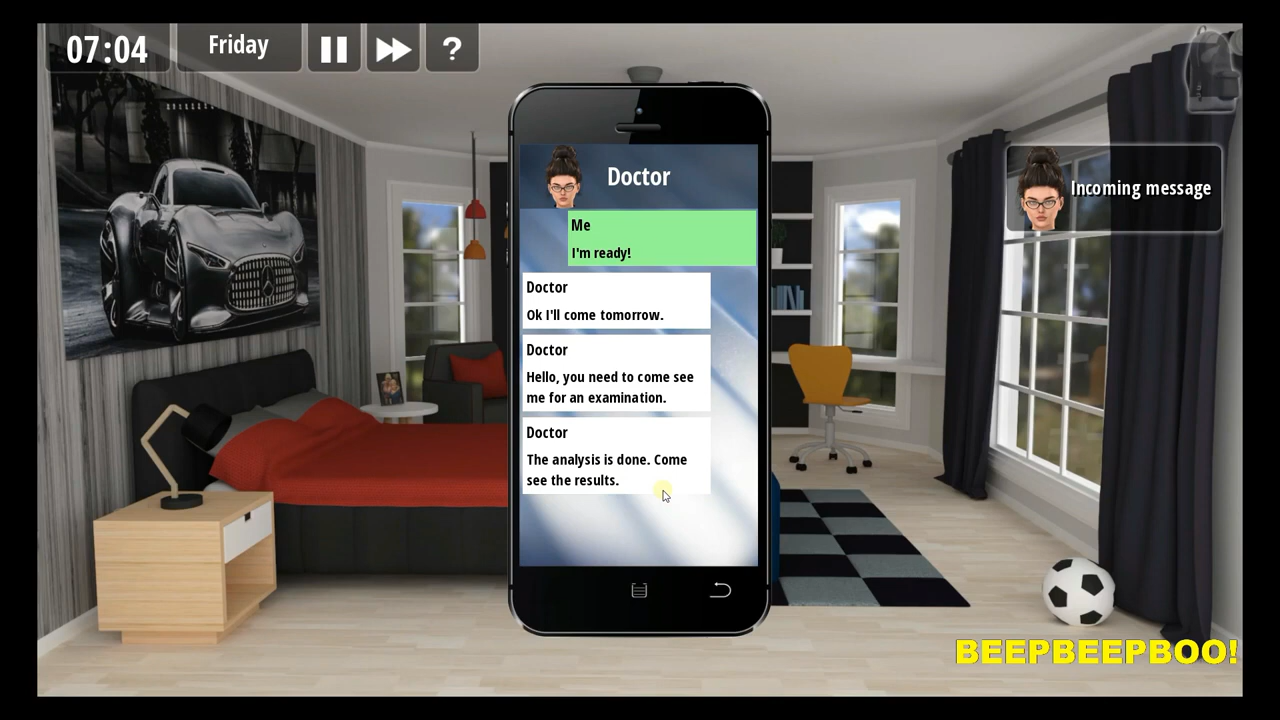 07:04
Friday
?
Doctor
Incoming message
Me
I'm ready!
Doctor
Ok I'll come tomorrow.
Doctor
Hello, you need to come see
me for an examination.
Doctor
The analysis is done. Come
see the results.
BEEPBEEPBOO!